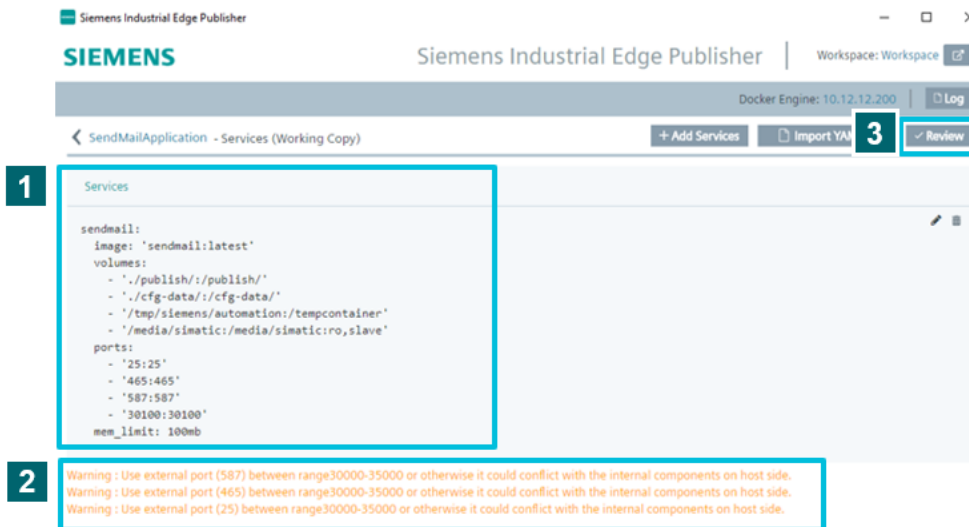 Siemens Industrial Edge Publisher
SIEMENS
Siemens Industrial Edge Publisher
Workspace: Workspace
Docker Engine: 10.12.12.200
Log
SendMailApplication - Services (Working Copy)
+ Add Services
Import YAM
3
Review
1
Services
sendmail:
image: 'sendmail:latest'
volumes:
- './publish/:/publish/'
- './cfg-data/:/cfg-data/'
- '/tmp/siemens/automation:/tempcontainer'
- '/media/simatic:/media/simatic:ro,slave'
ports:
- '25:25'
- '465:465'
- '587:587'
- '30100:30100'
mem_limit: 100mb
2
Warning : Use external port (587) between range30000-35000 or otherwise it could conflict with the internal components on host side.
Warning : Use external port (465) between range30000-35000 or otherwise it could conflict with the internal components on host side.
Warning : Use external port (25) between range30000-35000 or otherwise it could conflict with the internal components on host side.